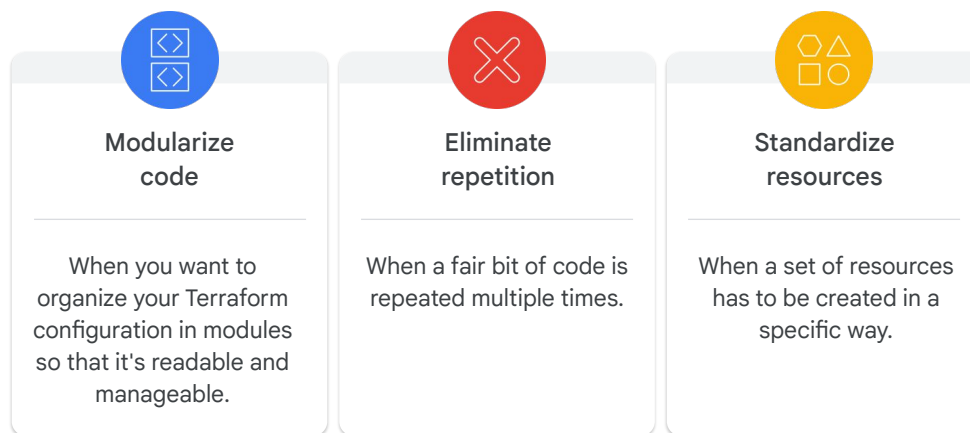 Modularize
code
When you want to
organize your Terraform
configuration in modules
so that it's readable and
manageable.
Eliminate
repetition
When a fair bit of code is
repeated multiple times.
Standardize
resources
When a set of resources
has to be created in a
specific way.